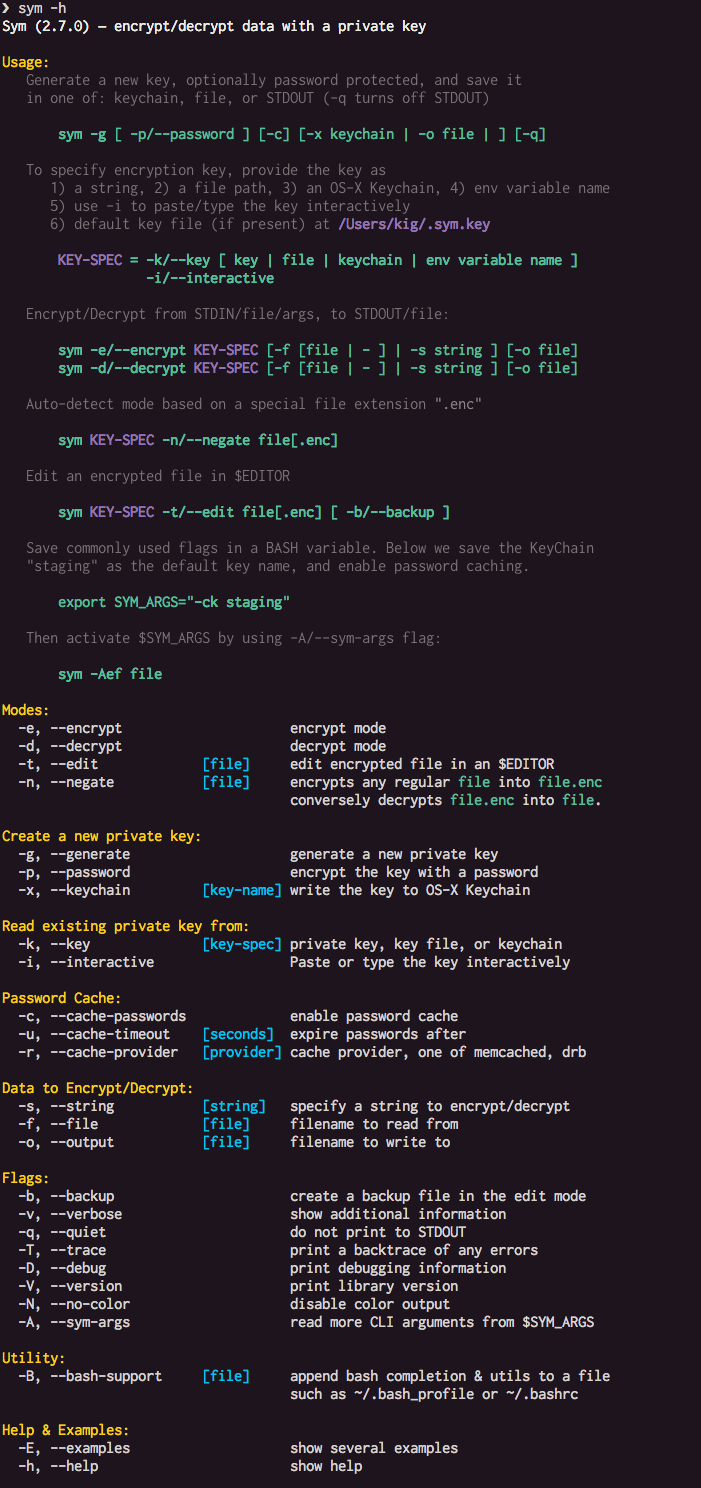 ❯ sym -h
Sym (2.7.0) – encrypt/decrypt data with a private key
Usage:
Generate a new key, optionally password protected, and save it
in one of: keychain, file, or STDOUT (-q turns off STDOUT)
sym -g [ -p/--password ] [-c] [-x keychain | -o file | ] [-q]
To specify encryption key, provide the key as
1) a string, 2) a file path, 3) an OS-X Keychain, 4) env variable name
5) use -i to paste/type the key interactively
6) default key file (if present) at /Users/kig/.sym.key
KEY-SPEC = -k/--key [ key | file | keychain | env variable name ]
-i/--interactive
Encrypt/Decrypt from STDIN/file/args, to STDOUT/file:
sym -e/--encrypt KEY-SPEC [-f [file | - ] | -s string ] [-o file]
sym -d/--decrypt KEY-SPEC [-f [file | - ] | -s string ] [-o file]
Auto-detect mode based on a special file extension ".enc"
sym KEY-SPEC -n/--negate file[.enc]
Edit an encrypted file in $EDITOR
sym KEY-SPEC -t/--edit file[.enc] [ -b/--backup ]
Save commonly used flags in a BASH variable. Below we save the KeyChain
"staging" as the default key name, and enable password caching.
export SYM_ARGS="-ck staging"
Then activate $SYM_ARGS by using -A/--sym-args flag:
sym -Aef file
Modes:
-e, --encrypt encrypt mode
-d, --decrypt decrypt mode
-t, --edit [file] edit encrypted file in an $EDITOR
-n, --negate [file] encrypts any regular file into file.enc
conversely decrypts file.enc into file.
Create a new private key:
-g, --generate generate a new private key
-p, --password encrypt the key with a password
-x, --keychain [key-name] write the key to OS-X Keychain
Read existing private key from:
-k, --key [key-spec] private key, key file, or keychain
-i, --interactive Paste or type the key interactively
Password Cache:
-c, --cache-passwords enable password cache
-u, --cache-timeout [seconds] expire passwords after
-r, --cache-provider [provider] cache provider, one of memcached, drb
Data to Encrypt/Decrypt:
-s, --string [string] specify a string to encrypt/decrypt
-f, --file [file] filename to read from
-o, --output [file] filename to write to
Flags:
-b, --backup create a backup file in the edit mode
-v, --verbose show additional information
-q, --quiet do not print to STDOUT
-T, --trace print a backtrace of any errors
-D, --debug print debugging information
-V, --version print library version
-N, --no-color disable color output
-A, --sym-args read more CLI arguments from $SYM_ARGS
Utility:
-B, --bash-support [file] append bash completion & utils to a file
such as ~/.bash_profile or ~/.bashrc
Help & Examples:
-E, --examples show several examples
-h, --help show help